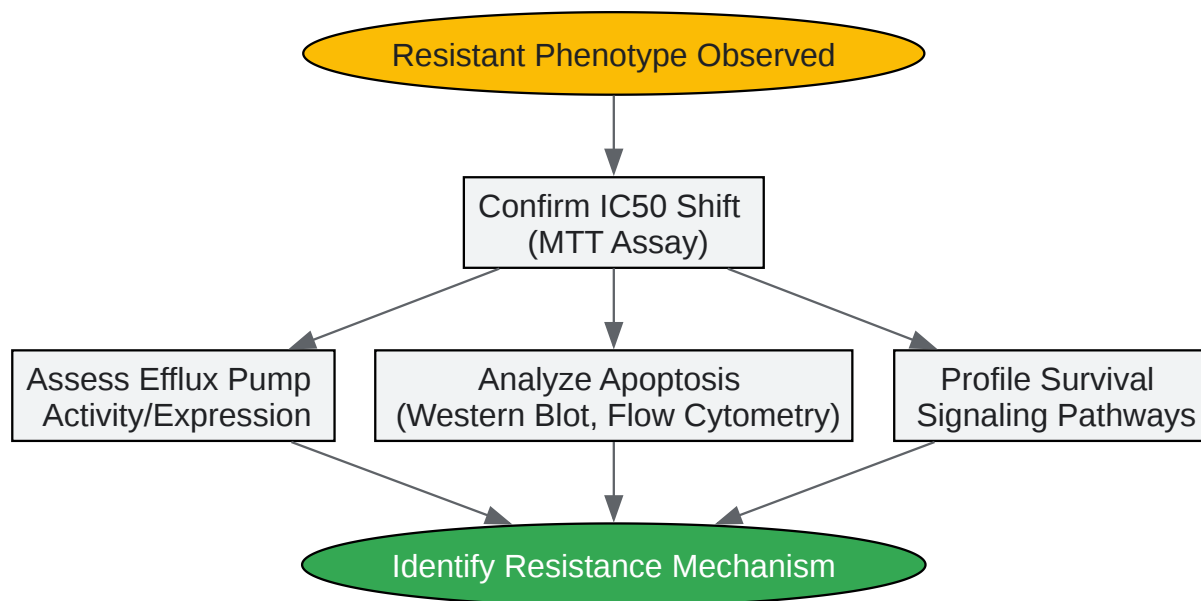 Resistant Phenotype Observed
Confirm IC50 Shift
(MTT Assay)
Assess Efflux Pump
Activity/Expression
Analyze Apoptosis
(Western Blot, Flow Cytometry)
Profile Survival
Signaling Pathways
Identify Resistance Mechanism